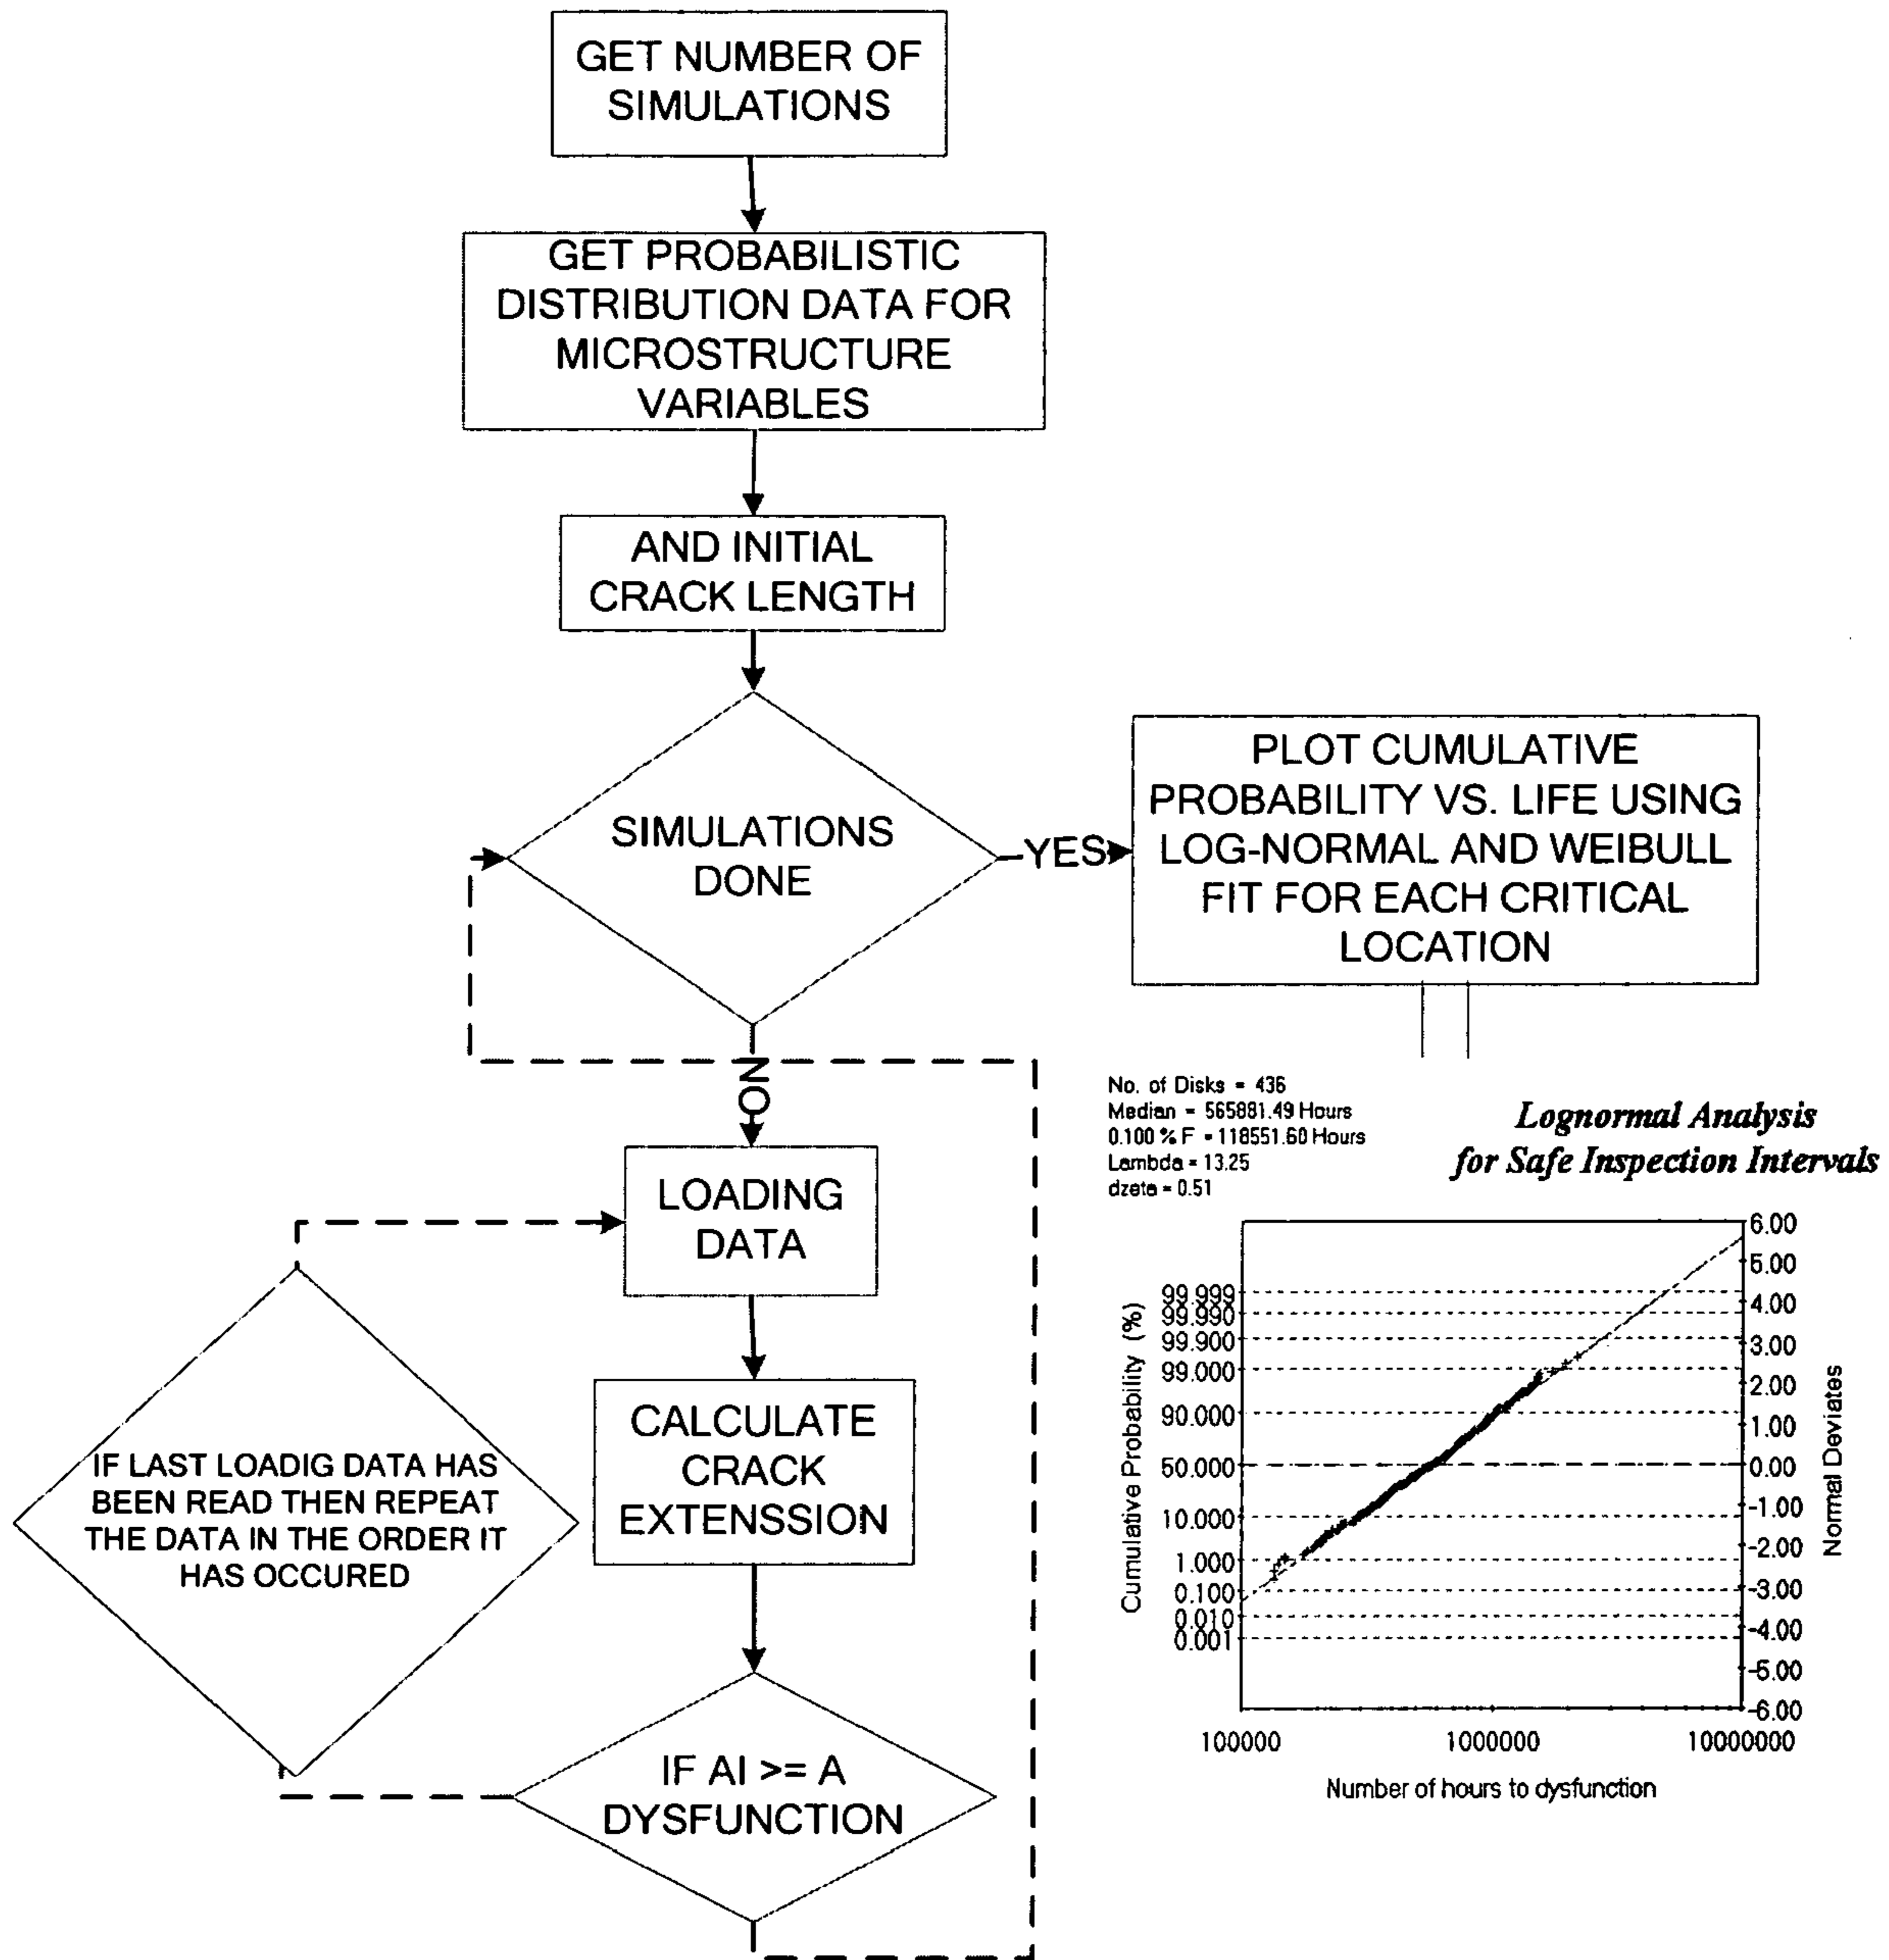 GET NUMBER OF
SIMULATIONS
GET PROBABILISTIC
DISTRIBUTION DATA FOR
MICROSTRUCTURE
VARIABLES
AND INITIAL
CRACK LENGTH
SIMULATIONS
DONE
YES
PLOT CUMULATIVE
PROBABILITY VS. LIFE USING
LOG-NORMAL AND WEIBULL
FIT FOR EACH CRITICAL
LOCATION
NO
LOADING
DATA
CALCULATE
CRACK
EXTENSSION
IF LAST LOADIG DATA HAS
BEEN READ THEN REPEAT
THE DATA IN THE ORDER IT
HAS OCCURED
IF AI >= A
DYSFUNCTION
No. of Disks = 436
Median = 565881.49 Hours
0.100 % F = 118551.60 Hours
Lambda = 13.25
dzeta = 0.51
Lognormal Analysis
for Safe Inspection Intervals
Cumulative Probability (%)
99.999
99.990
99.900
99.000
90.000
50.000
10.000
1.000
0.100
0.010
0.001
6.00
5.00
4.00
3.00
2.00
1.00
0.00
-1.00
-2.00
-3.00
-4.00
-5.00
-6.00
Normal Deviates
100000 1000000 10000000
Number of hours to dysfunction